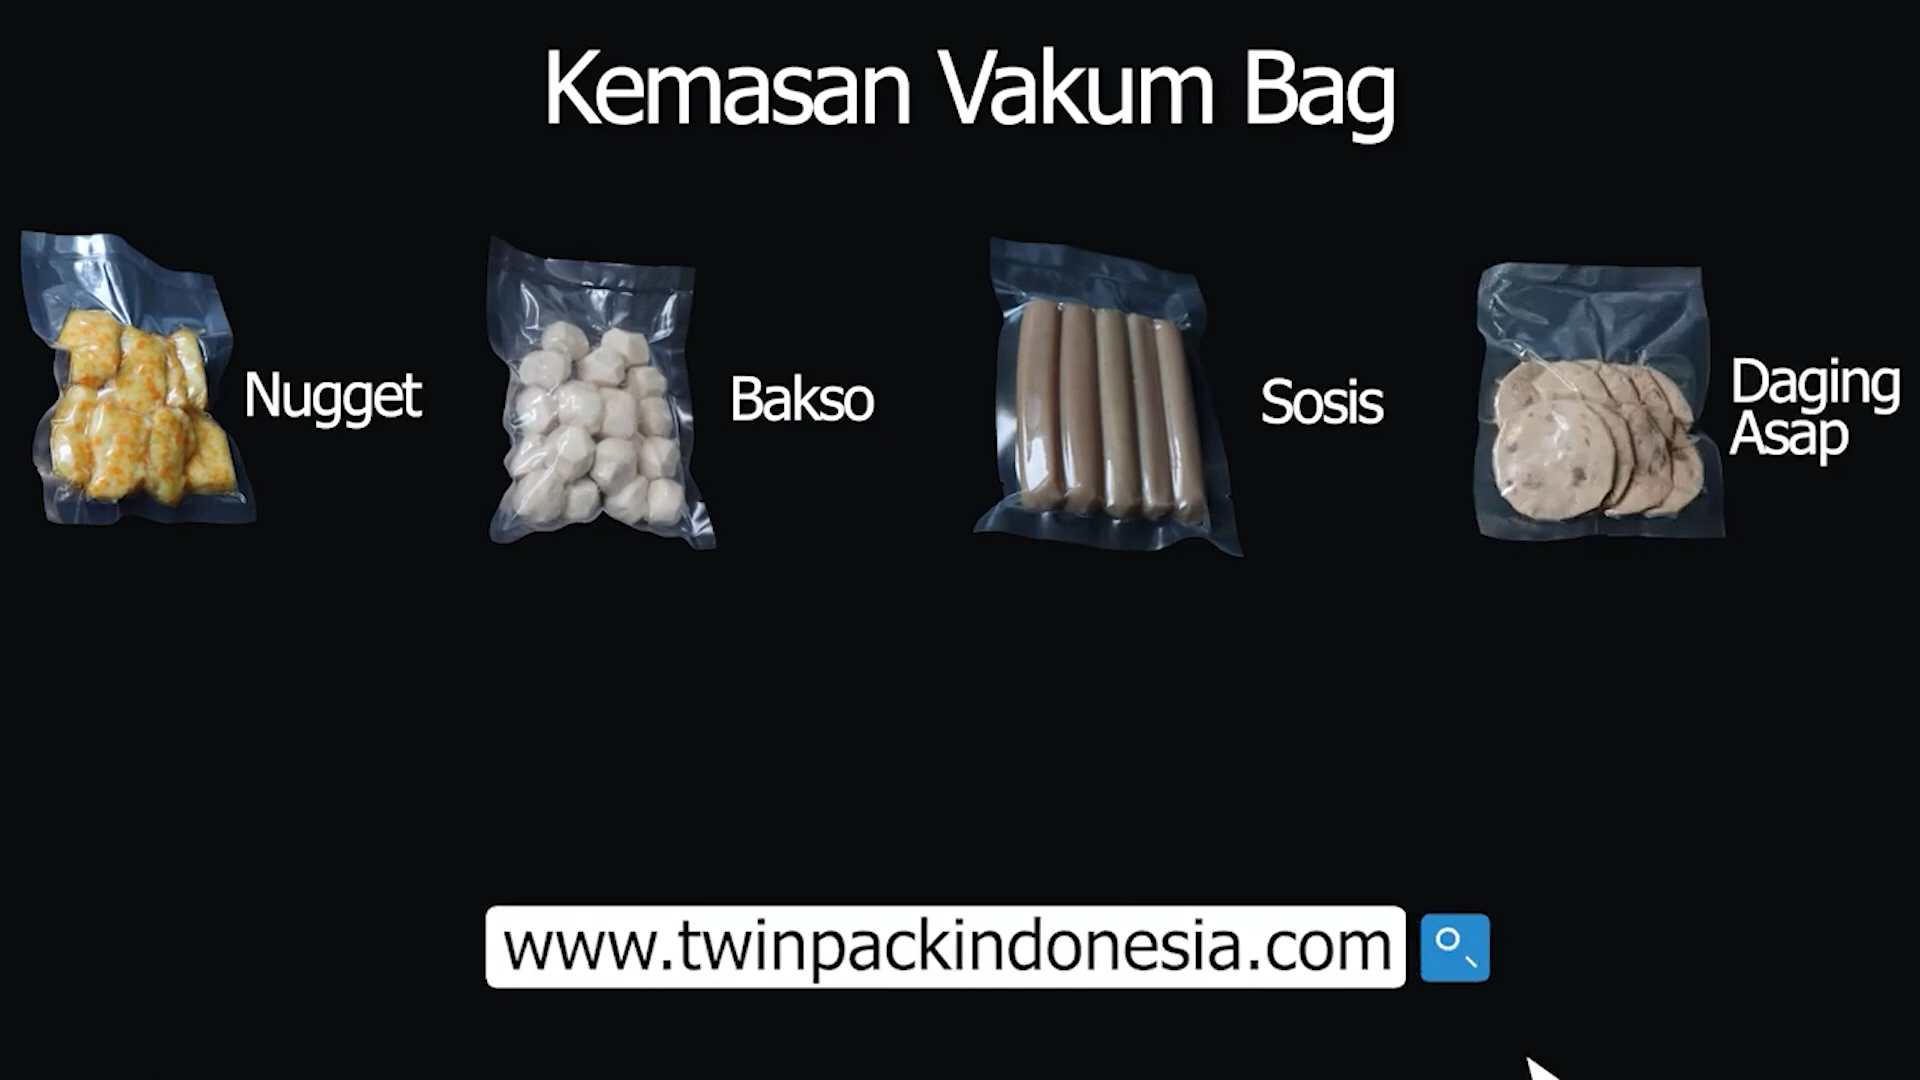 Kemasan Vakum Bag
Nugget
Bakso
Sosis
Daging
Asap
www.twinpackindonesia.com